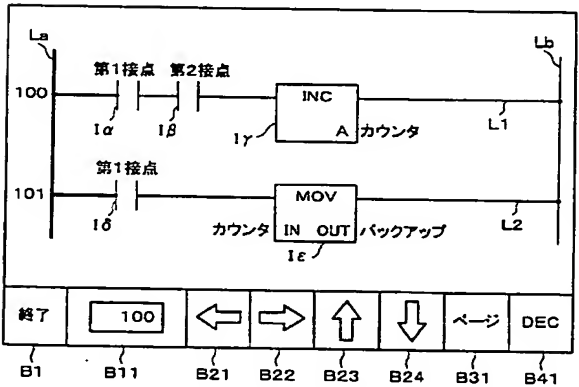 La Lb
第1接点 第2接点
100 INC
Iα Iβ Iγ A カウンタ L1
第1接点
101 MOV
Iδ カウンタ IN OUT バックアップ L2
Iε
終了 100 ページ DEC
B1 B11 B21 B22 B23 B24 B31 B41